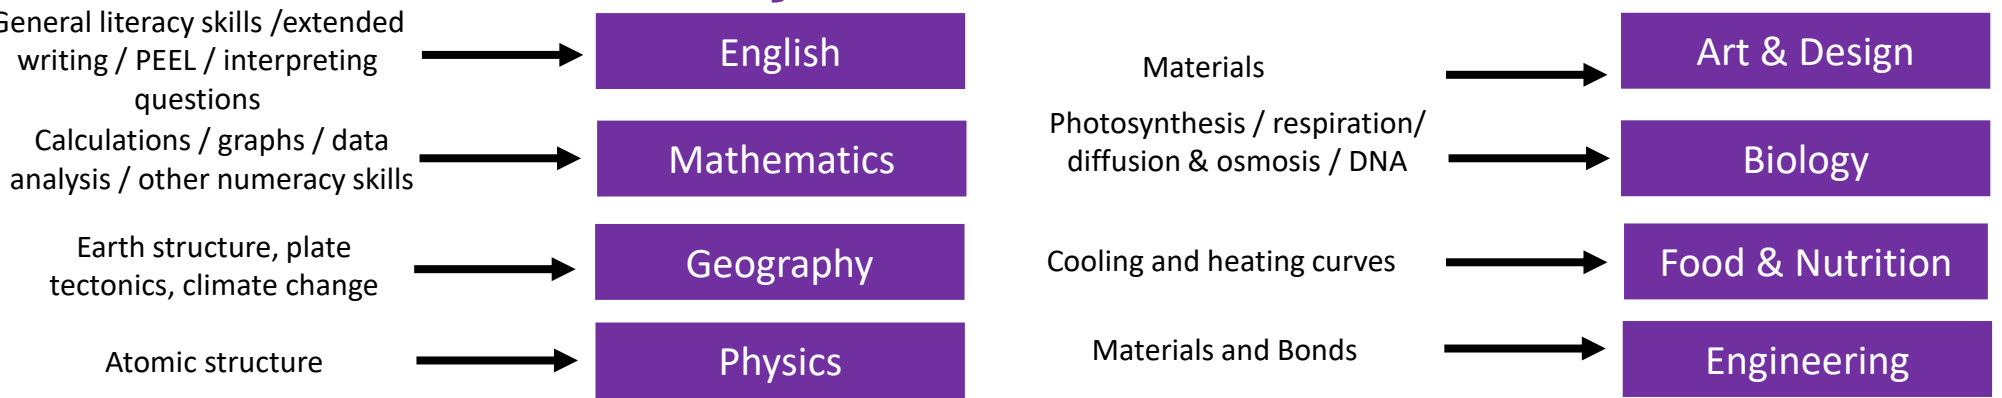 General literacy skills /extended
writing / PEEL / interpreting
questions
English
Calculations / graphs / data
analysis / other numeracy skills
Mathematics
Earth structure, plate
tectonics, climate change
Geography
Atomic structure
Physics
Materials
Art & Design
Photosynthesis / respiration/
diffusion & osmosis / DNA
Biology
Cooling and heating curves
Food & Nutrition
Materials and Bonds
Engineering